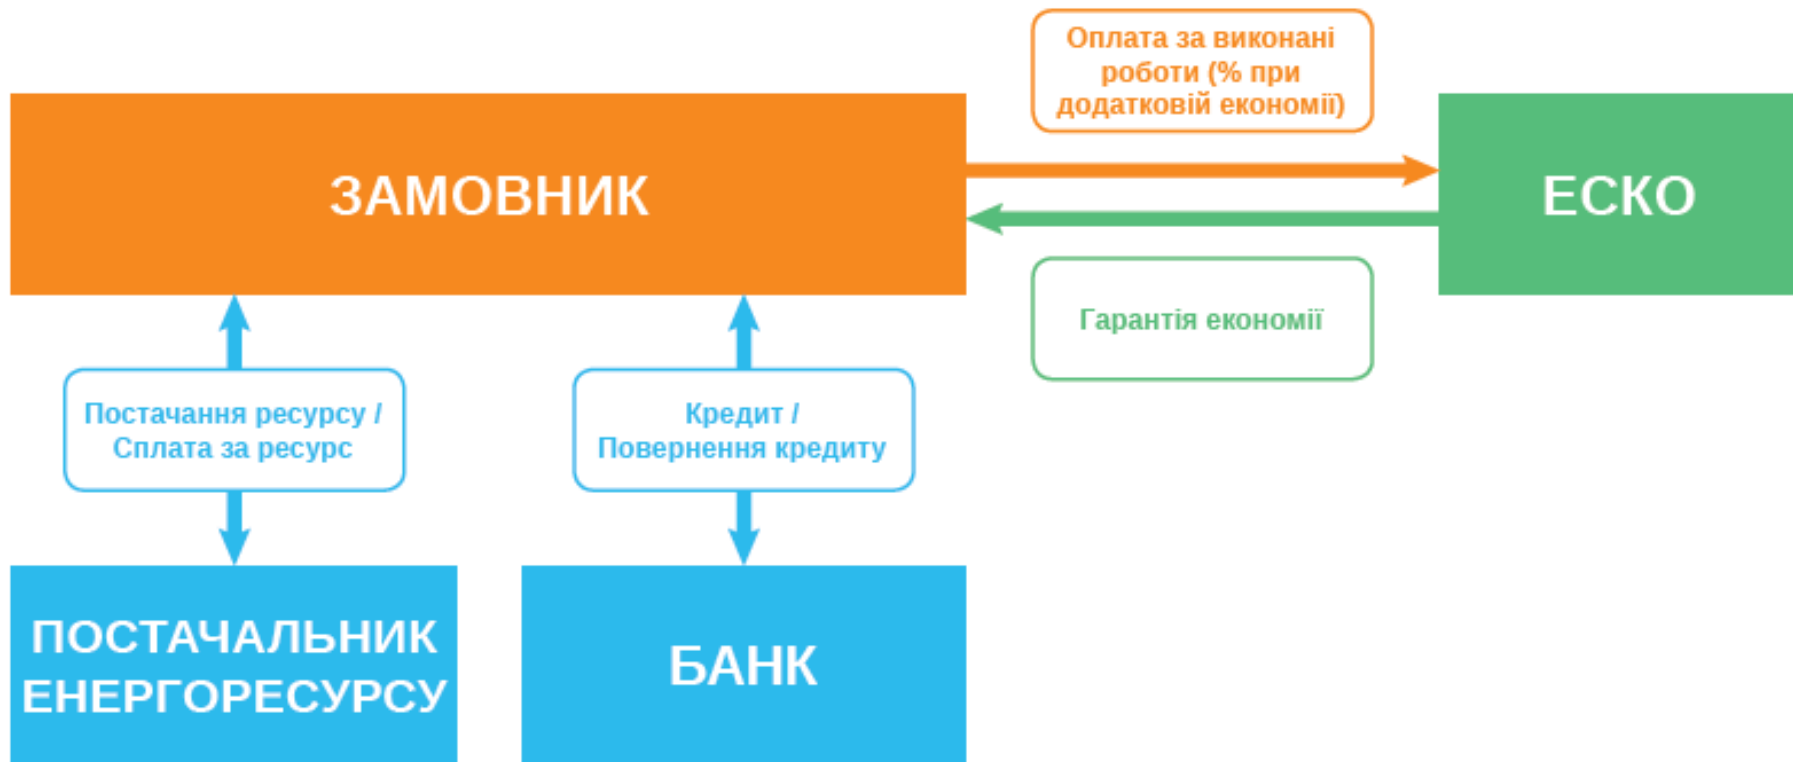 Оплата за виконані
роботи (% при
додатковій економії)
ЗАМОВНИК
ЕСКО
Гарантія економії
Постачання ресурсу /
Сплата за ресурс
Кредит /
Повернення кредиту
ПОСТАЧАЛЬНИК
ЕНЕРГОРЕСУРСУ
БАНК